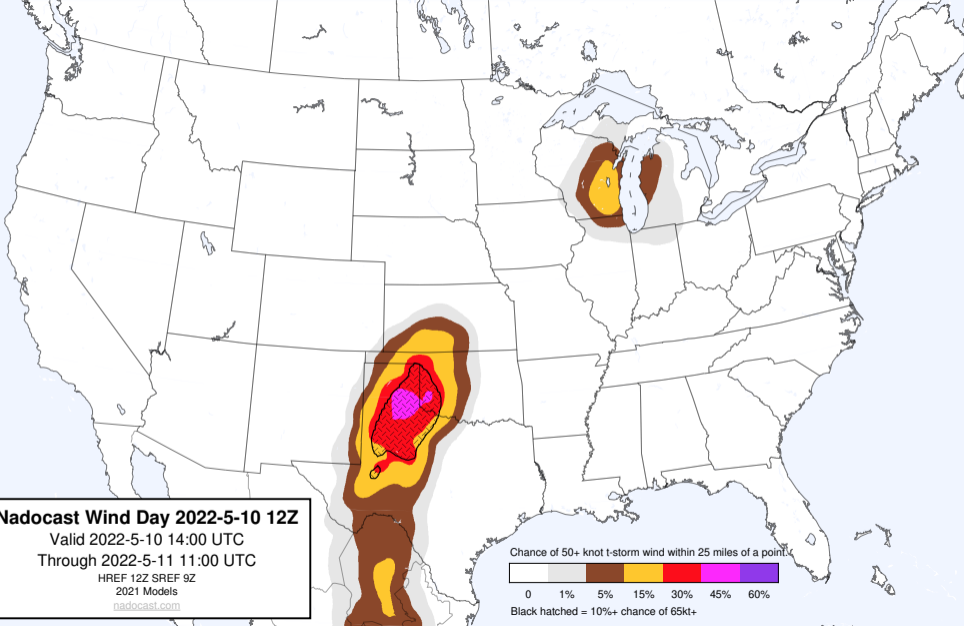 Nadocast Wind Day 2022-5-10 12Z
Valid 2022-5-10 14:00 UTC
Through 2022-5-11 11:00 UTC
HREF 12Z SREF 9Z
2021 Models
nadocast.com
Chance of 50+ knot t-storm wind within 25 miles of a point.
0 1% 5% 15% 30% 45% 60%
Black hatched = 10%+ chance of 65kt+